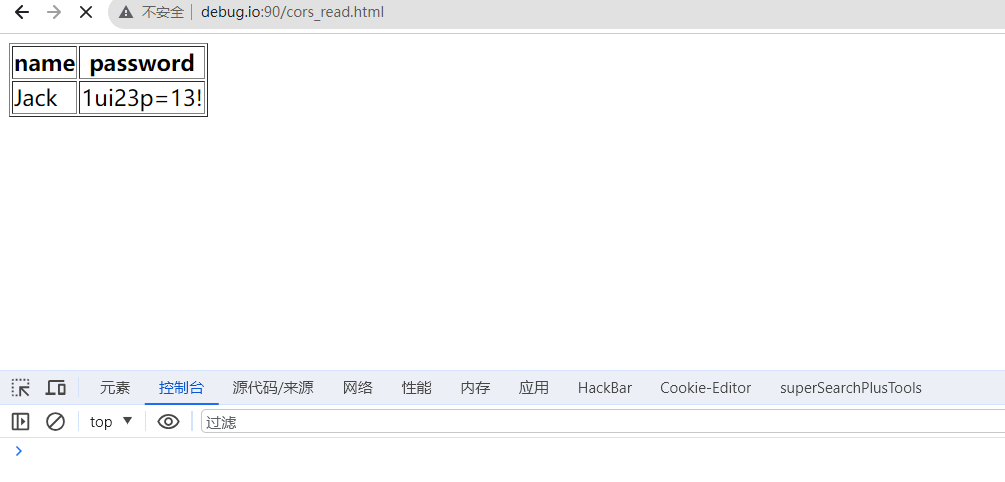 不安全 debug.io:90/cors_read.html
name password
Jack 1ui23p=13!
元素 控制台 源代码/来源 网络 性能 内存 应用 HackBar Cookie-Editor superSearchPlusTools
top 过滤